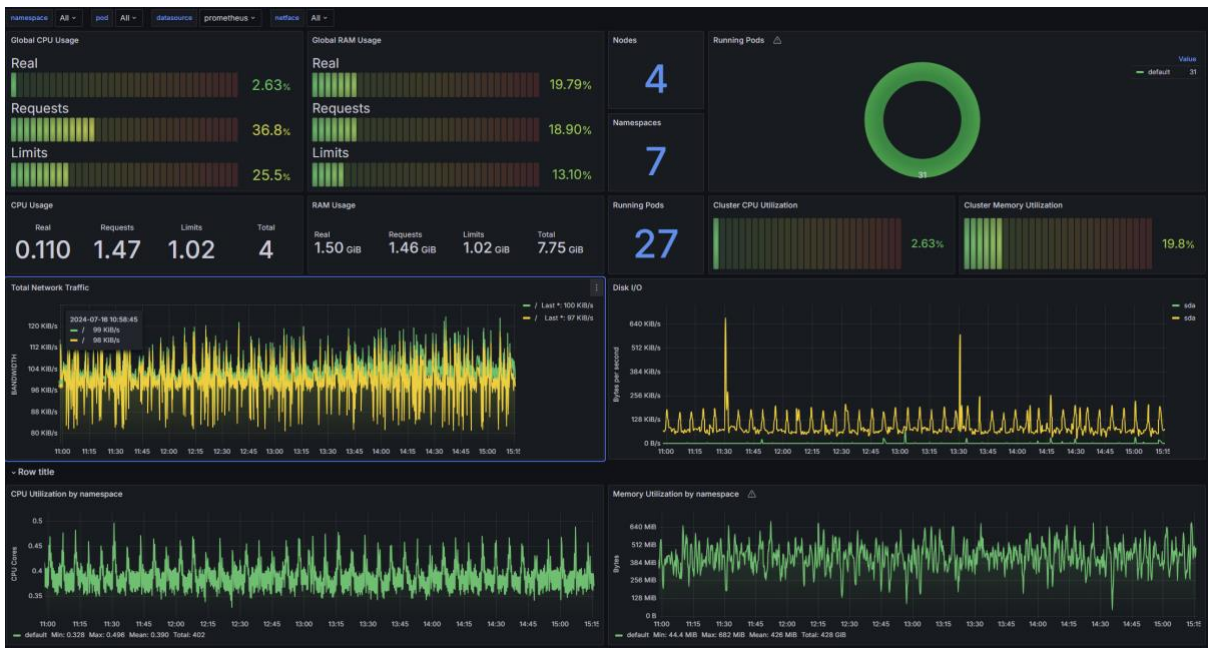 namespace All pod All datasource prometheus netface All
Global CPU Usage
Real
2.63%
Requests
36.8%
Limits
25.5%
Global RAM Usage
Real
19.79%
Requests
18.90%
Limits
13.10%
Nodes
4
Namespaces
7
Running Pods
Value
default 31
31
CPU Usage
Real Requests Limits Total
0.110 1.47 1.02 4
RAM Usage
Real Requests Limits Total
1.50 GiB 1.46 GiB 1.02 GiB 7.75 GiB
Running Pods
27
Cluster CPU Utilization
2.63%
Cluster Memory Utilization
19.8%
Total Network Traffic
/ Last *: 100 KiB/s
/ Last *: 97 KiB/s
2024-07-16 10:58:45
/ 99 KiB/s
/ 98 KiB/s
BANDWIDTH
120 KiB/s
112 KiB/s
104 KiB/s
96 KiB/s
88 KiB/s
80 KiB/s
11:00 11:15 11:30 11:45 12:00 12:15 12:30 12:45 13:00 13:15 13:30 13:45 14:00 14:15 14:30 14:45 15:00 15:1
Disk I/O
sda
sda
Bytes per second
640 KiB/s
512 KiB/s
384 KiB/s
256 KiB/s
128 KiB/s
0 B/s
11:00 11:15 11:30 11:45 12:00 12:15 12:30 12:45 13:00 13:15 13:30 13:45 14:00 14:15 14:30 14:45 15:00 15:1
Row title
CPU Utilization by namespace
CPU Cores
0.5
0.45
0.4
0.35
11:00 11:15 11:30 11:45 12:00 12:15 12:30 12:45 13:00 13:15 13:30 13:45 14:00 14:15 14:30 14:45 15:00 15:1
default Min: 0.328 Max: 0.496 Mean: 0.390 Total: 402
Memory Utilization by namespace
Bytes
640 MiB
512 MiB
384 MiB
256 MiB
128 MiB
0 B
11:00 11:15 11:30 11:45 12:00 12:15 12:30 12:45 13:00 13:15 13:30 13:45 14:00 14:15 14:30 14:45 15:00 15:1
default Min: 44.4 MiB Max: 682 MiB Mean: 426 MiB Total: 428 GiB